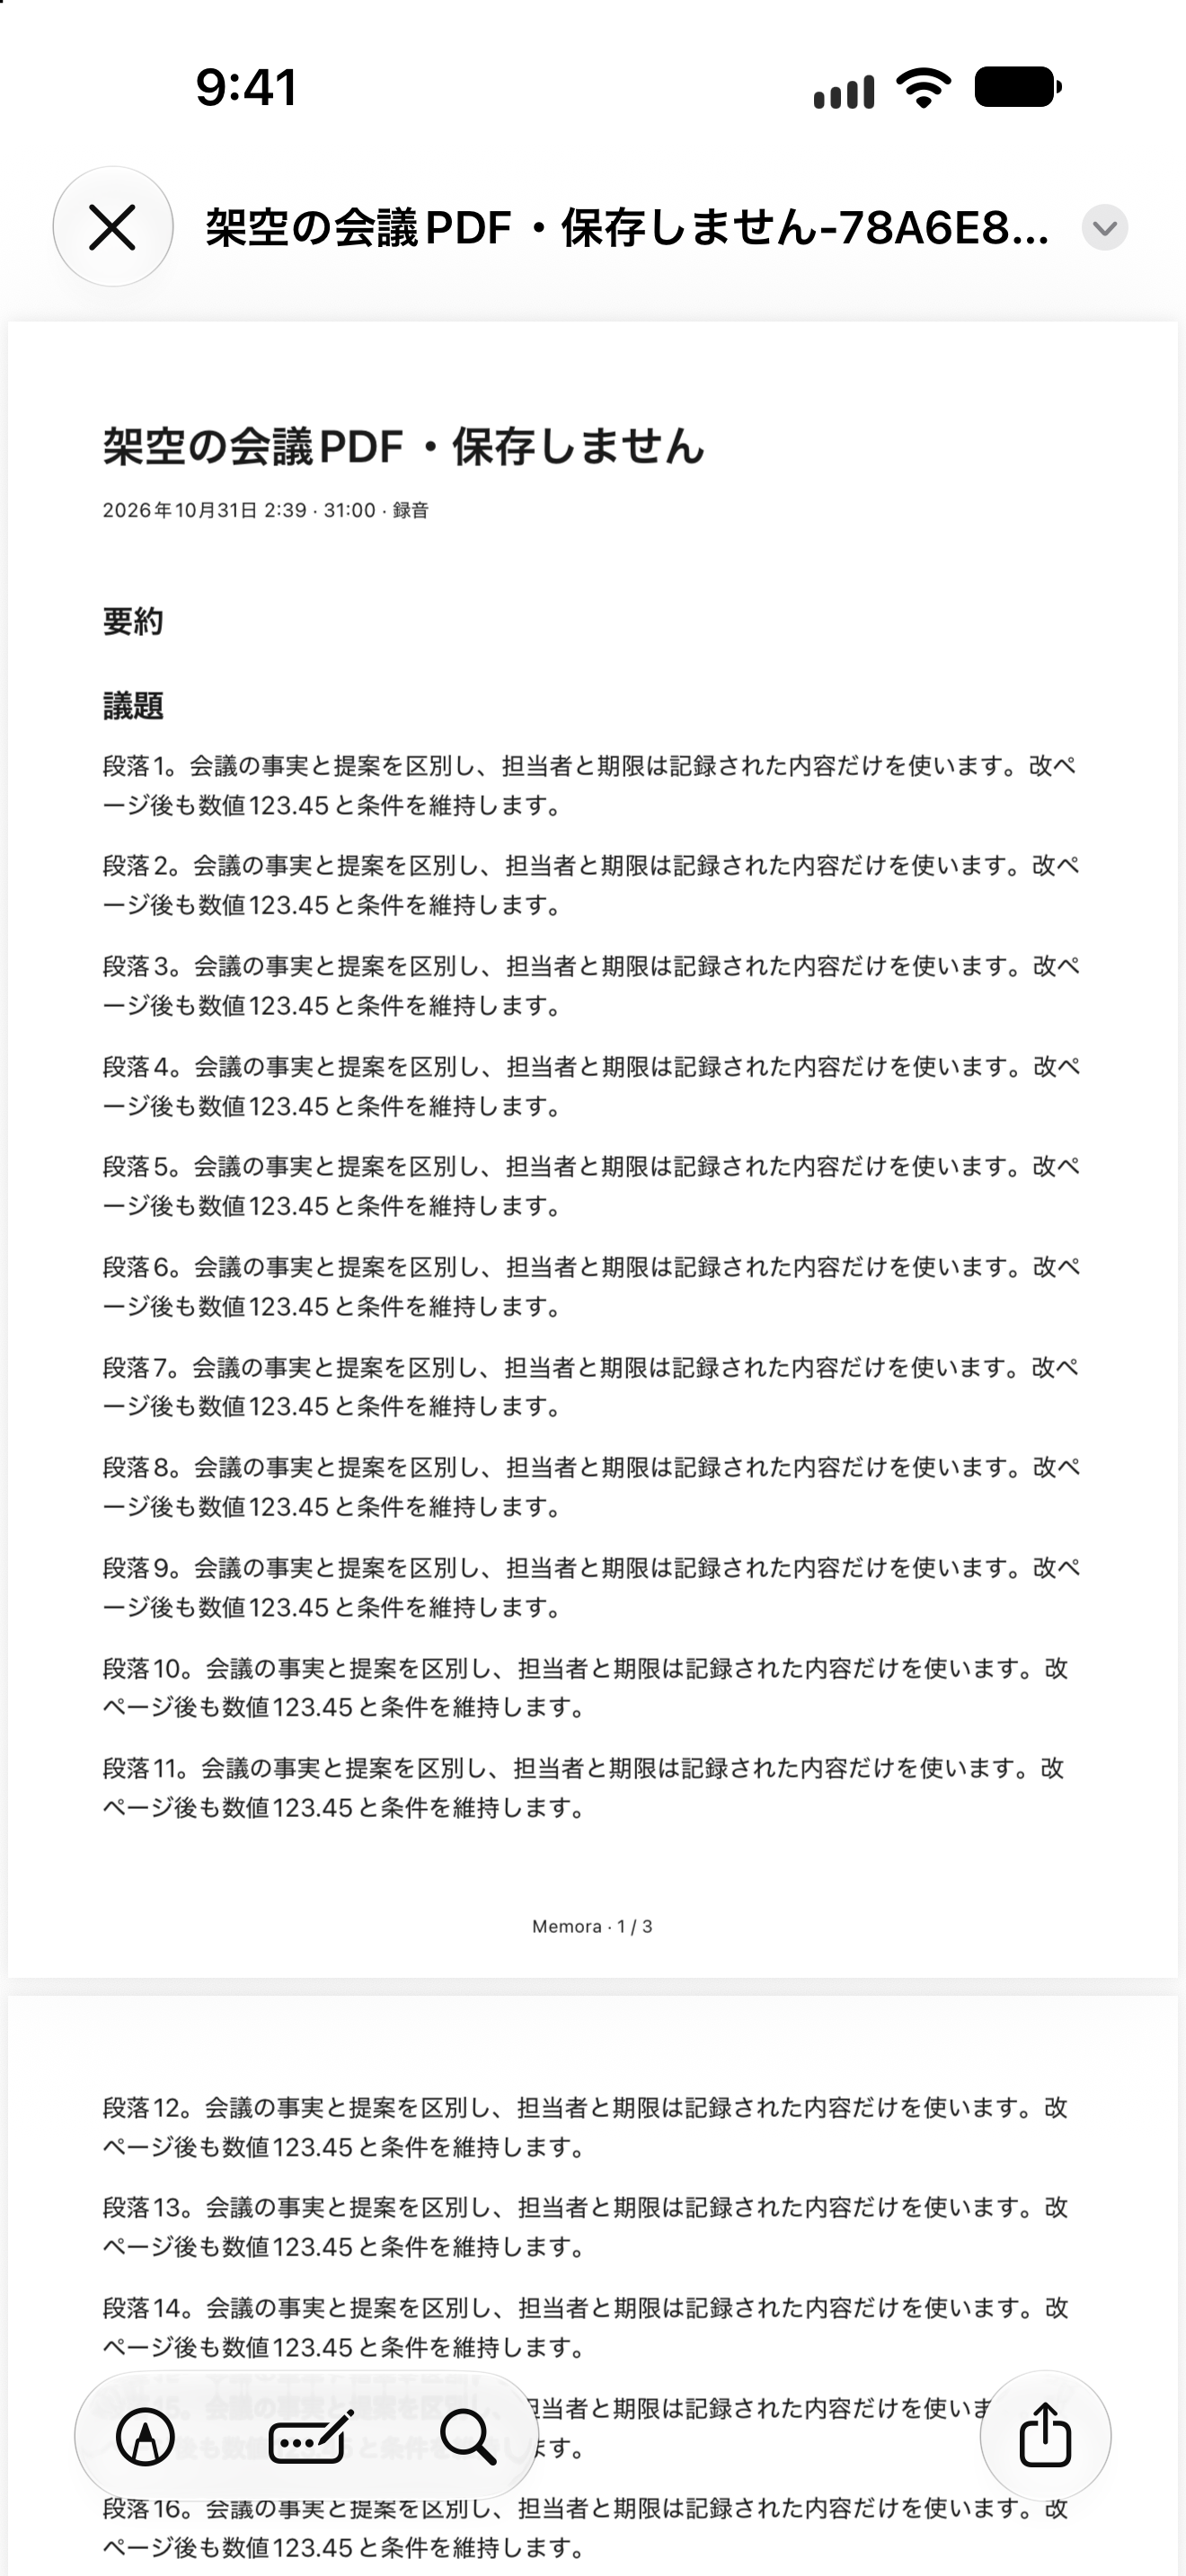 9:41
架空の会議PDF・保存しません-78A6E8...
架空の会議PDF・保存しません
2026年10月31日 2:39 · 31:00 · 録音
要約
議題
段落1。会議の事実と提案を区別し、担当者と期限は記録された内容だけを使います。改ペ
ージ後も数値123.45と条件を維持します。
段落2。会議の事実と提案を区別し、担当者と期限は記録された内容だけを使います。改ペ
ージ後も数値123.45と条件を維持します。
段落3。会議の事実と提案を区別し、担当者と期限は記録された内容だけを使います。改ペ
ージ後も数値123.45と条件を維持します。
段落4。会議の事実と提案を区別し、担当者と期限は記録された内容だけを使います。改ペ
ージ後も数値123.45と条件を維持します。
段落5。会議の事実と提案を区別し、担当者と期限は記録された内容だけを使います。改ペ
ージ後も数値123.45と条件を維持します。
段落6。会議の事実と提案を区別し、担当者と期限は記録された内容だけを使います。改ペ
ージ後も数値123.45と条件を維持します。
段落7。会議の事実と提案を区別し、担当者と期限は記録された内容だけを使います。改ペ
ージ後も数値123.45と条件を維持します。
段落8。会議の事実と提案を区別し、担当者と期限は記録された内容だけを使います。改ペ
ージ後も数値123.45と条件を維持します。
段落9。会議の事実と提案を区別し、担当者と期限は記録された内容だけを使います。改ペ
ージ後も数値123.45と条件を維持します。
段落10。会議の事実と提案を区別し、担当者と期限は記録された内容だけを使います。改
ページ後も数値123.45と条件を維持します。
段落11。会議の事実と提案を区別し、担当者と期限は記録された内容だけを使います。改
ページ後も数値123.45と条件を維持します。
Memora · 1 / 3
段落12。会議の事実と提案を区別し、担当者と期限は記録された内容だけを使います。改
ページ後も数値123.45と条件を維持します。
段落13。会議の事実と提案を区別し、担当者と期限は記録された内容だけを使います。改
ページ後も数値123.45と条件を維持します。
段落14。会議の事実と提案を区別し、担当者と期限は記録された内容だけを使います。改
ページ後も数値123.45と条件を維持します。
15。会議の事実と提案を区別 担当者と期限は記録された内容だけを使いま
後も数値 と条件を ます。
段落16。会議の事実と提案を区別し、担当者と期限は記録された内容だけを使います。改
ページ後も数値123.45と条件を維持します。